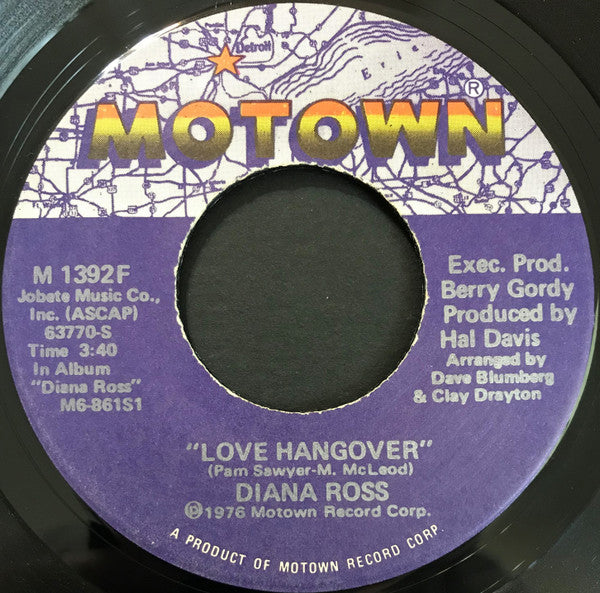 Detroit
Erie
MOTOWN®
M 1392F
Jobete Music Co.,
Inc. (ASCAP)
63770-S
Time 3:40
In Album
"Diana Ross"
M6-861S1
Exec. Prod.
Berry Gordy
Produced by
Hal Davis
Arranged by
Dave Blumberg
& Clay Drayton
"LOVE HANGOVER"
(Pam Sawyer-M. McLeod)
DIANA ROSS
℗1976 Motown Record Corp.
A PRODUCT OF MOTOWN RECORD CORP.